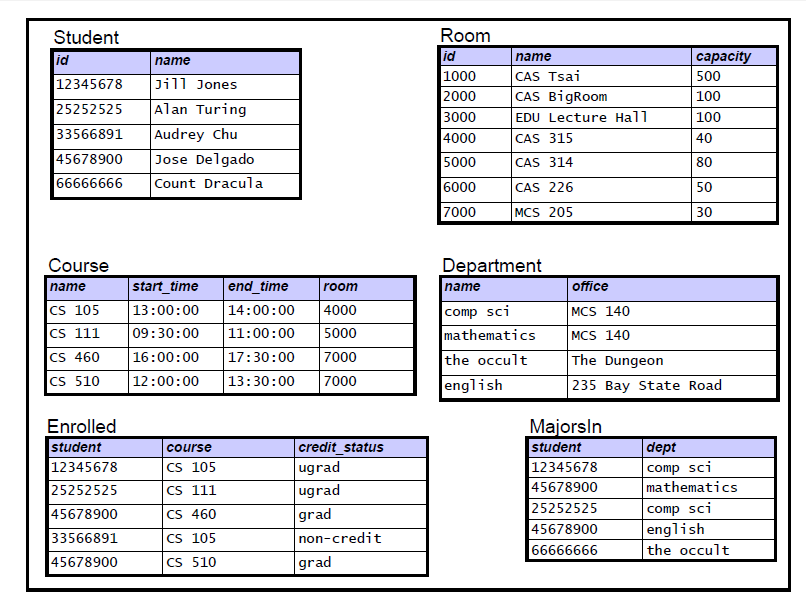 Student
id name
12345678 Jill Jones
25252525 Alan Turing
33566891 Audrey Chu
45678900 Jose Delgado
66666666 Count Dracula
Room
id name capacity
1000 CAS Tsai 500
2000 CAS BigRoom 100
3000 EDU Lecture Hall 100
4000 CAS 315 40
5000 CAS 314 80
6000 CAS 226 50
7000 MCS 205 30
Course
name start_time end_time room
CS 105 13:00:00 14:00:00 4000
CS 111 09:30:00 11:00:00 5000
CS 460 16:00:00 17:30:00 7000
CS 510 12:00:00 13:30:00 7000
Department
name office
comp sci MCS 140
mathematics MCS 140
the occult The Dungeon
english 235 Bay State Road
Enrolled
student course credit_status
12345678 CS 105 ugrad
25252525 CS 111 ugrad
45678900 CS 460 grad
33566891 CS 105 non-credit
45678900 CS 510 grad
MajorsIn
student dept
12345678 comp sci
45678900 mathematics
25252525 comp sci
45678900 english
66666666 the occult